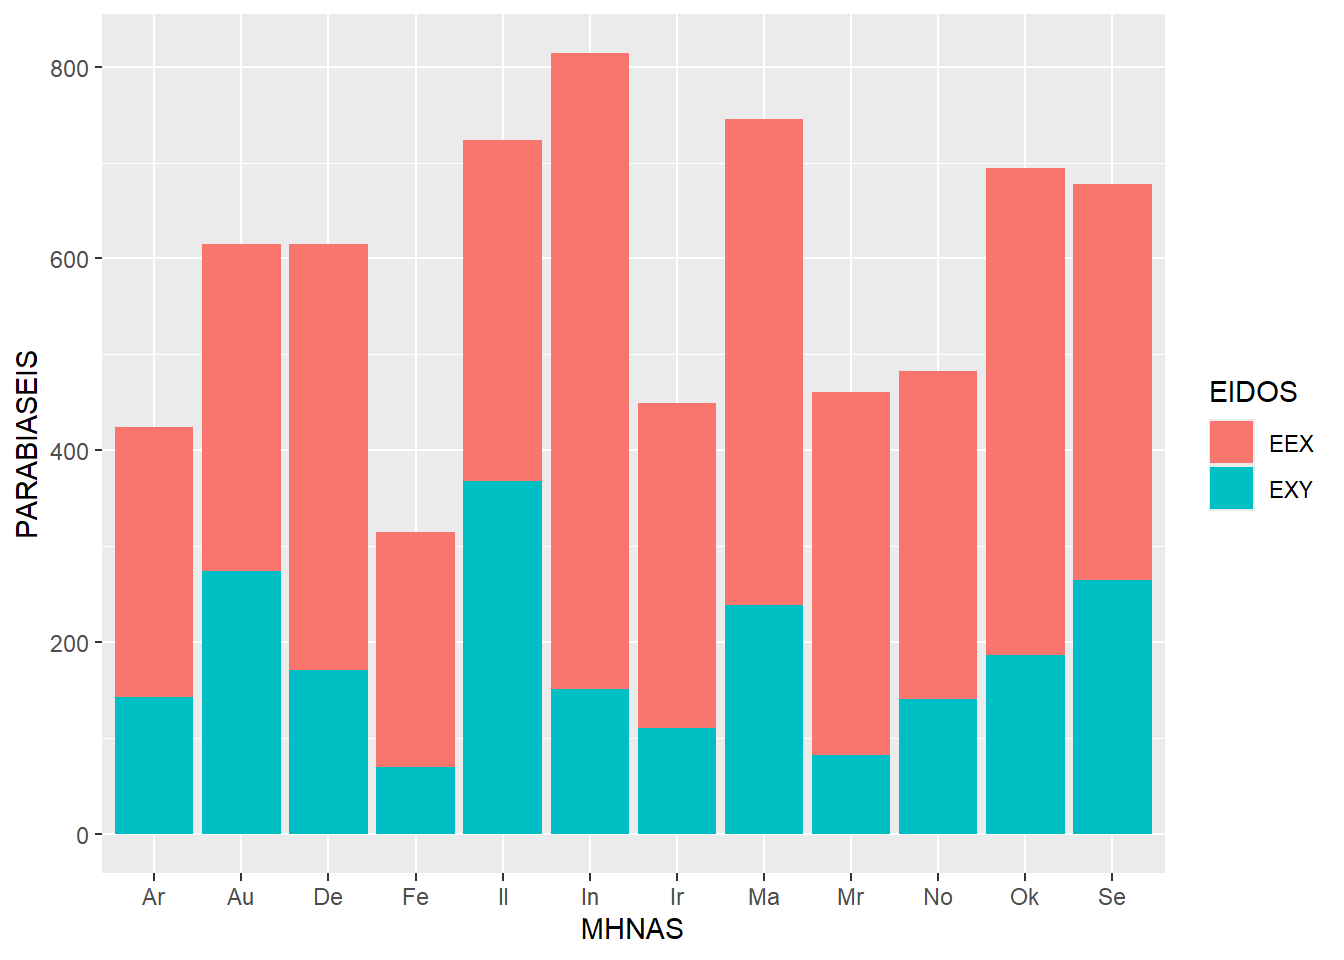 PARABIASEIS
800
600
400
200
0
Ar Au De Fe Il In Ir Ma Mr No Ok Se
MHNAS
EIDOS
EEX
EXY